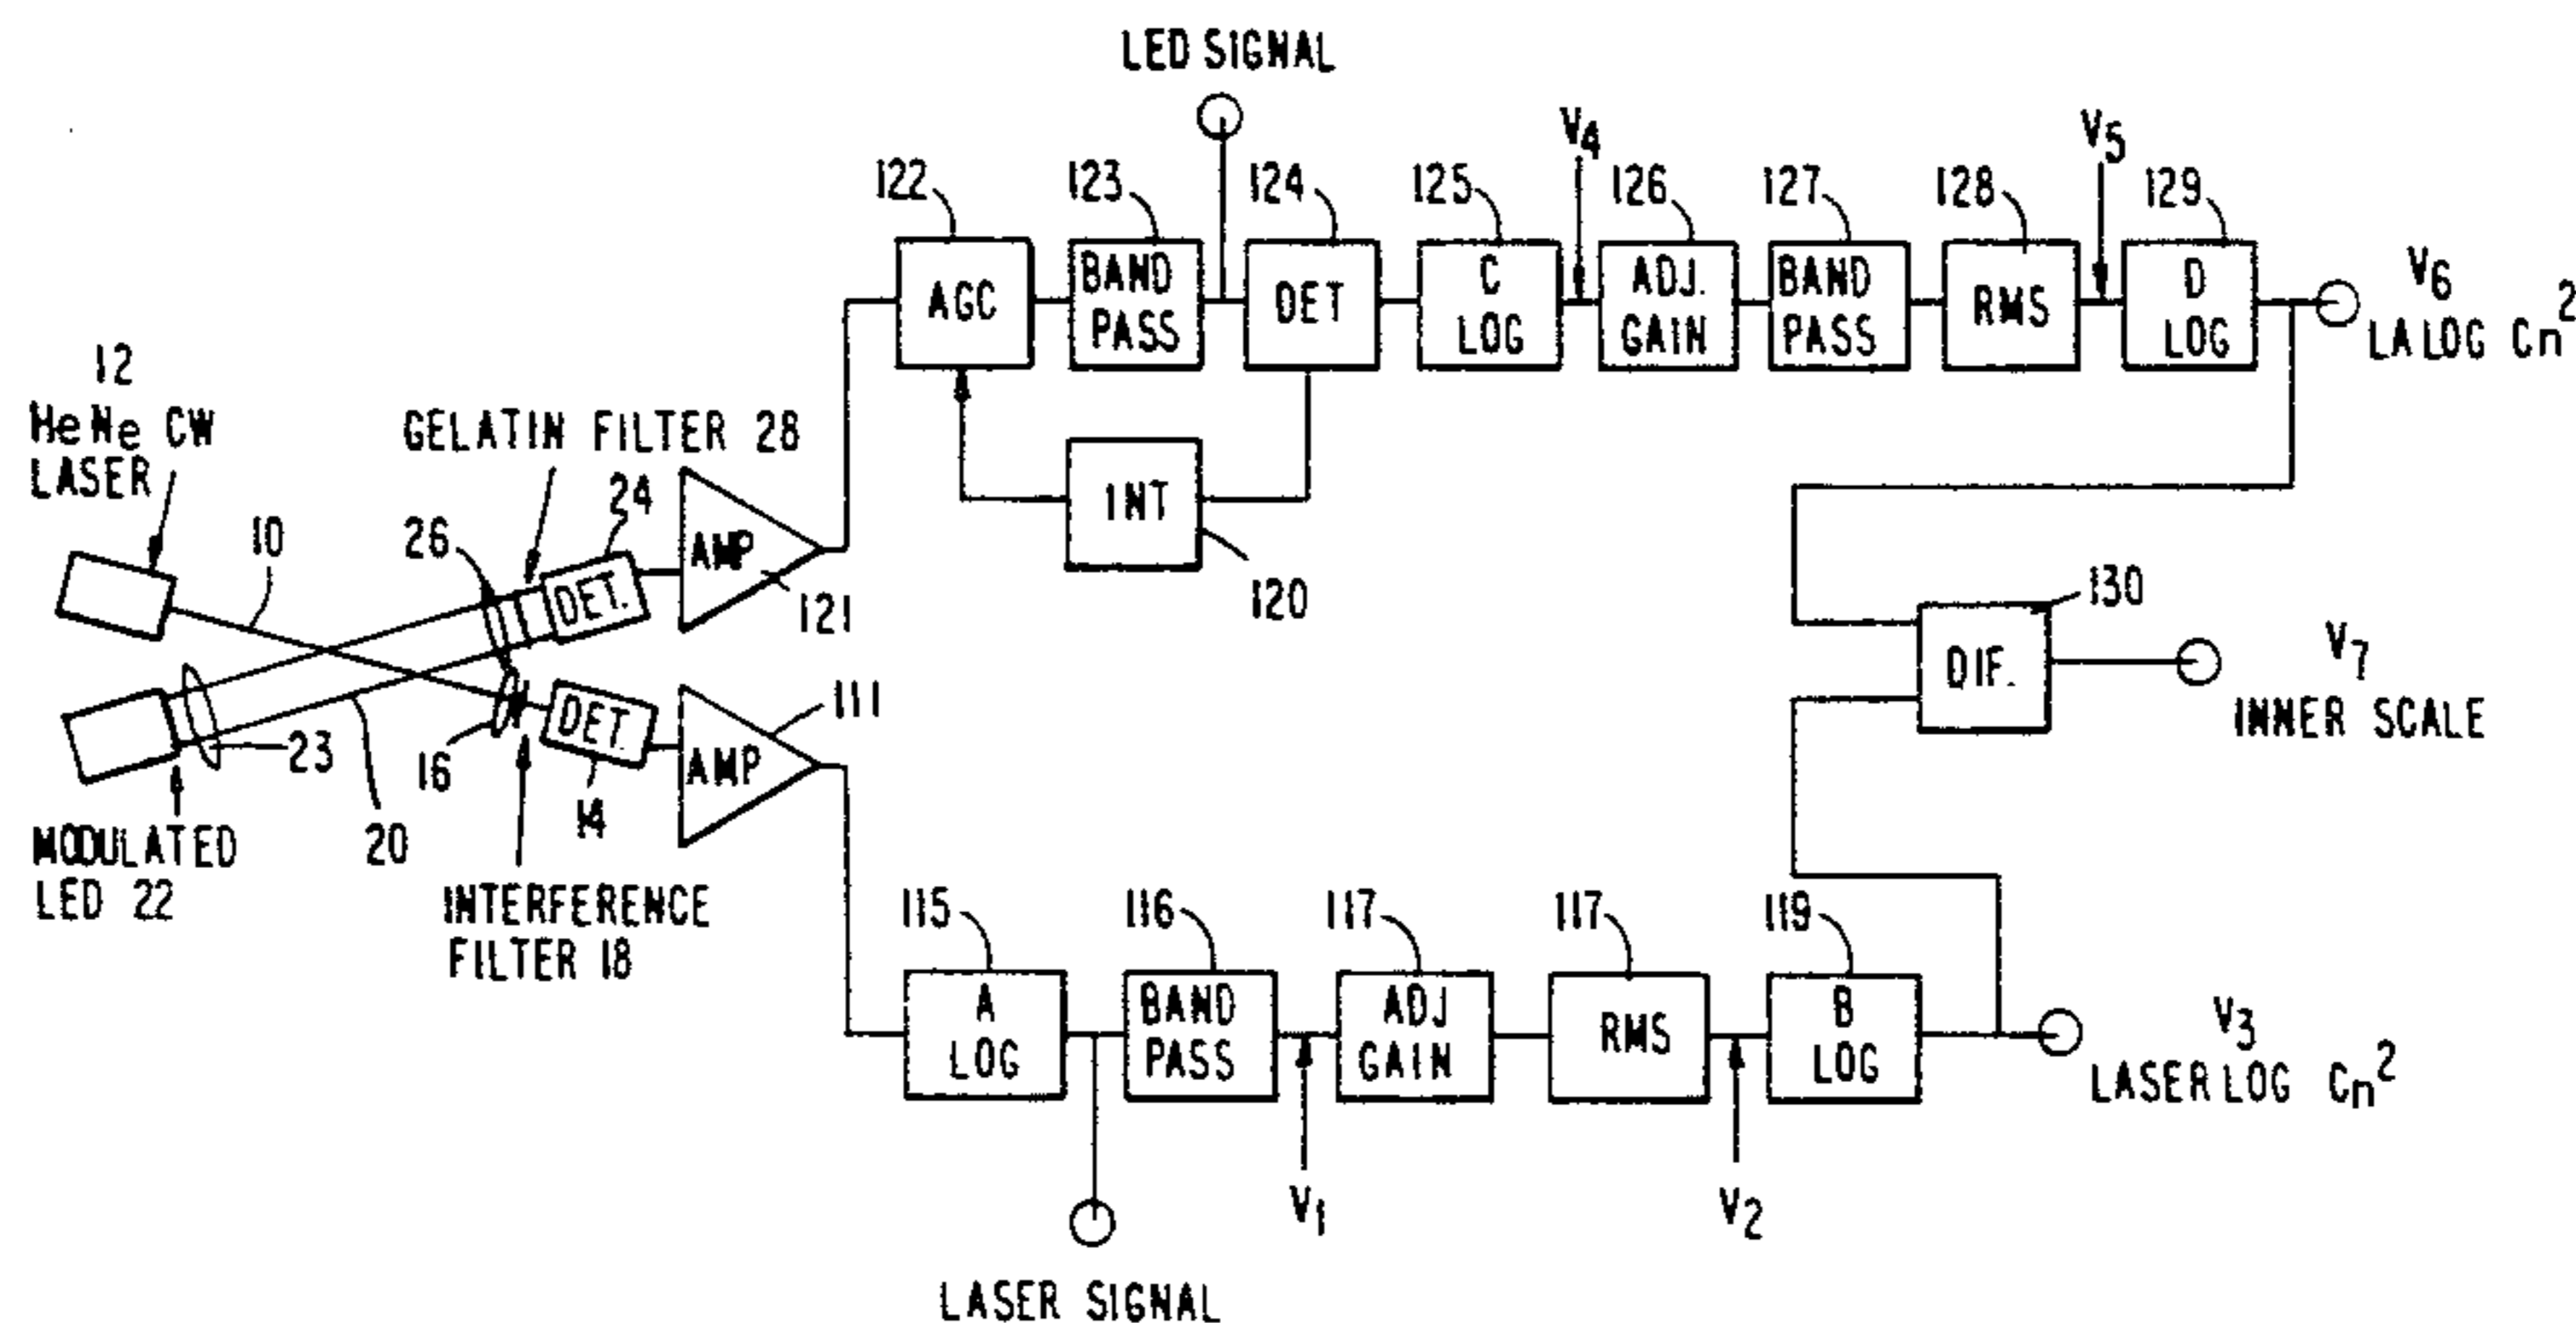 LED SIGNAL
122
123
124
125
V4
126
127
128
V5
129
AGC
BAND
PASS
DET
C
LOG
ADJ.
GAIN
BAND
PASS
RMS
D
LOG
V6
LA LOG Cn2
12
HeNe CW
LASER
GELATIN FILTER 28
24
26
10
DET.
AMP
121
INT
120
130
DIF.
V7
INNER SCALE
23
16
DET.
14
AMP
111
20
MODULATED
LED 22
INTERFERENCE
FILTER 18
115
116
117
117
119
A
LOG
BAND
PASS
ADJ
GAIN
RMS
B
LOG
V3
LASER LOG Cn2
V1
V2
LASER SIGNAL